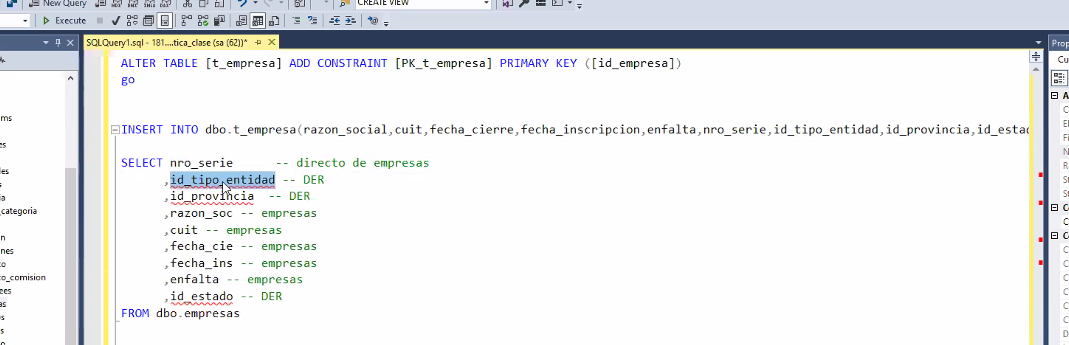 New Query
CREATE VIEW
Execute
SQLQuery1.sql - 181....tica_clase (sa (62))*
Prop
Cu
ALTER TABLE [t_empresa] ADD CONSTRAINT [PK_t_empresa] PRIMARY KEY ([id_empresa])
go
INSERT INTO dbo.t_empresa(razon_social,cuit,fecha_cierre,fecha_inscripcion,enfalta,nro_serie,id_tipo_entidad,id_provincia,id_estad
SELECT nro_serie -- directo de empresas
,id_tipo_entidad -- DER
,id_provincia -- DER
,razon_soc -- empresas
,cuit -- empresas
,fecha_cie -- empresas
,fecha_ins -- empresas
,enfalta -- empresas
,id_estado -- DER
FROM dbo.empresas
ms
es
les
s
ia
_categoria
n
nes
to
to_comision
ees
as
s
s